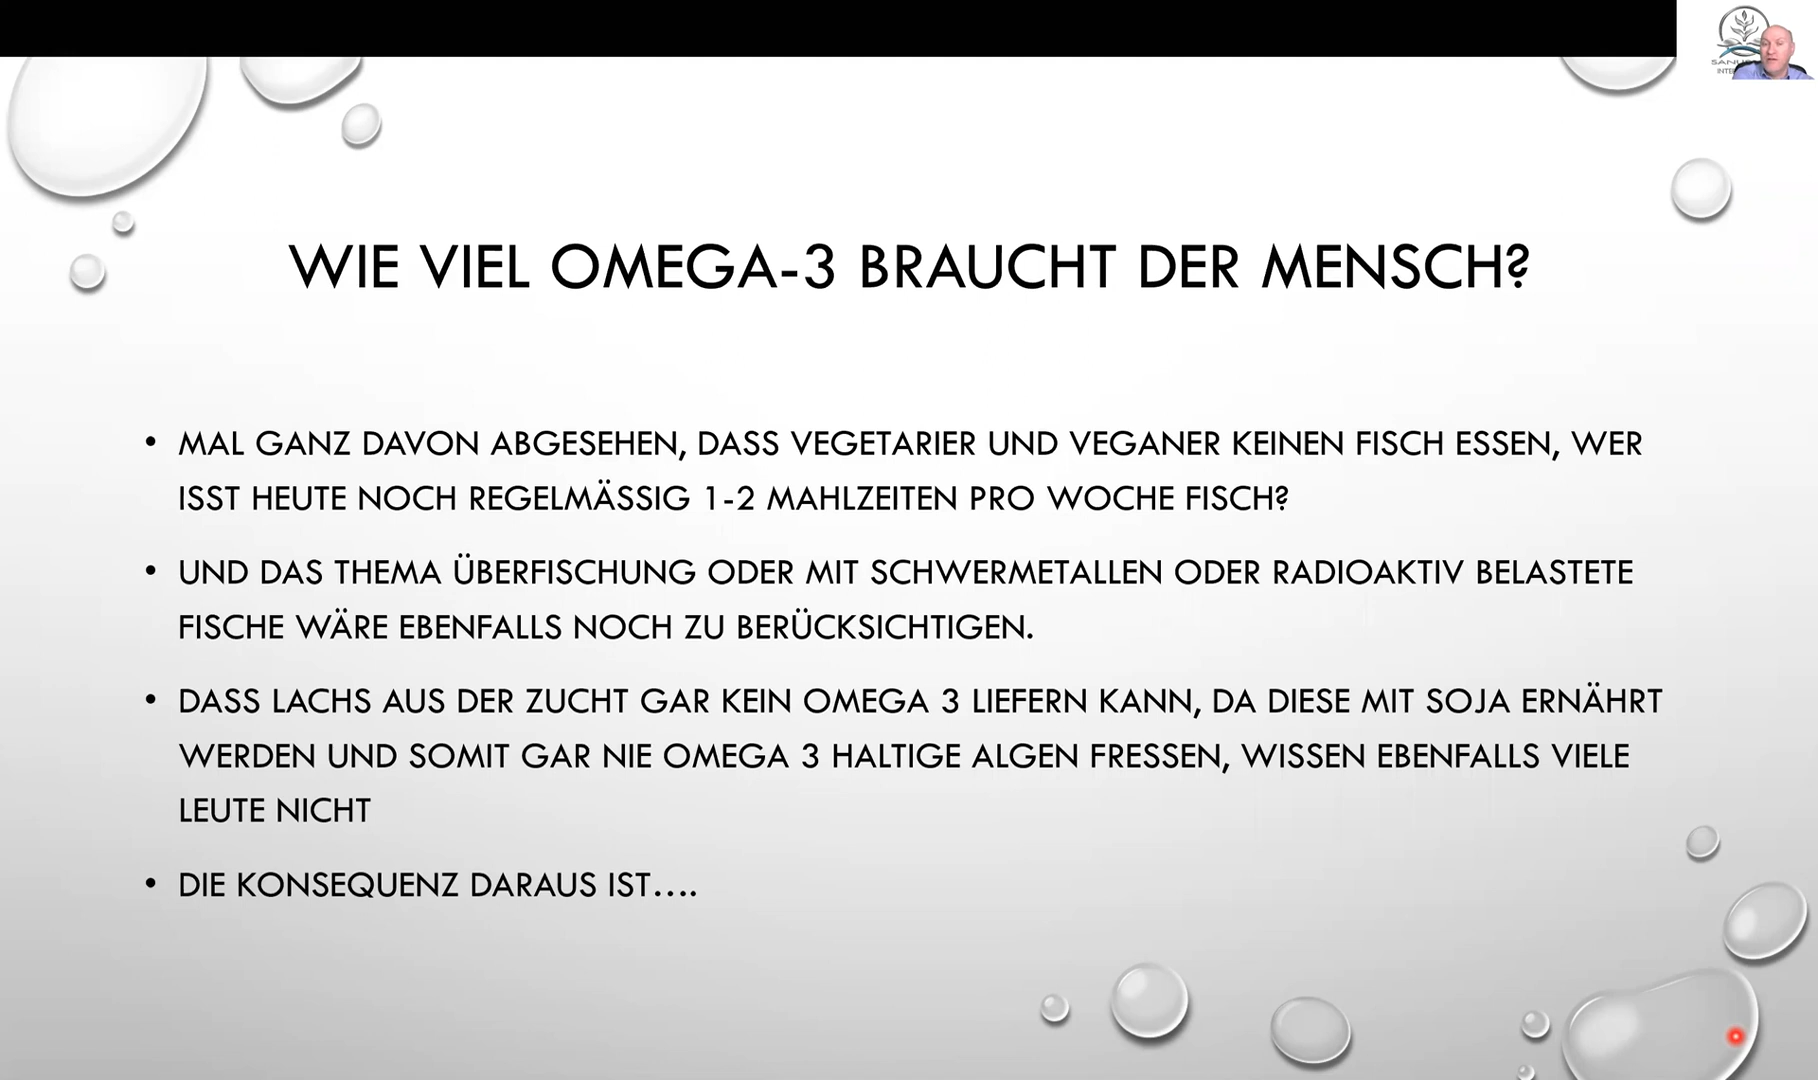 WIE VIEL OMEGA-3 BRAUCHT DER MENSCH?
• MAL GANZ DAVON ABGESEHEN, DASS VEGETARIER UND VEGANER KEINEN FISCH ESSEN, WER
ISST HEUTE NOCH REGELMÄSSIG 1-2 MAHLZEITEN PRO WOCHE FISCH?
• UND DAS THEMA ÜBERFISCHUNG ODER MIT SCHWERMETALLEN ODER RADIOAKTIV BELASTETE
FISCHE WÄRE EBENFALLS NOCH ZU BERÜCKSICHTIGEN.
• DASS LACHS AUS DER ZUCHT GAR KEIN OMEGA 3 LIEFERN KANN, DA DIESE MIT SOJA ERNÄHRT
WERDEN UND SOMIT GAR NIE OMEGA 3 HALTIGE ALGEN FRESSEN, WISSEN EBENFALLS VIELE
LEUTE NICHT
• DIE KONSEQUENZ DARAUS IST….